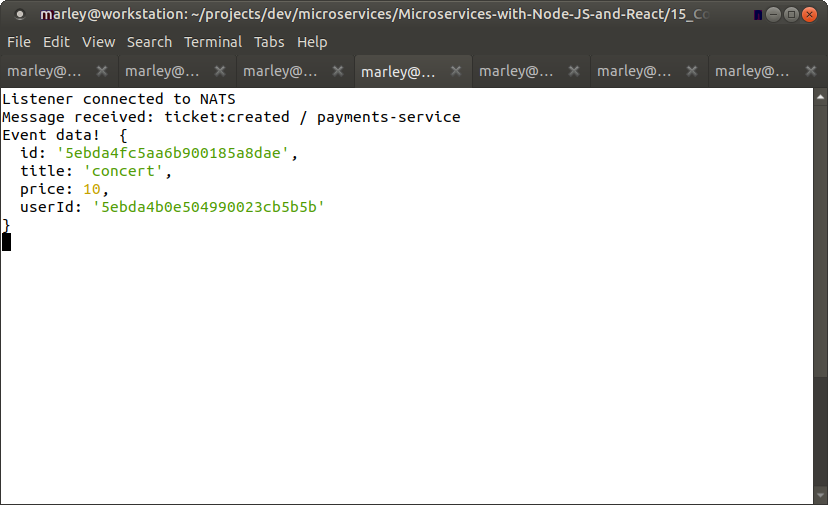 marley@workstation: ~/projects/dev/microservices/Microservices-with-Node-JS-and-React/15_Co
File Edit View Search Terminal Tabs Help
marley@... marley@... marley@... marley@... marley@... marley@... marley@...
Listener connected to NATS
Message received: ticket:created / payments-service
Event data!  {
  id: '5ebda4fc5aa6b900185a8dae',
  title: 'concert',
  price: 10,
  userId: '5ebda4b0e504990023cb5b5b'
}